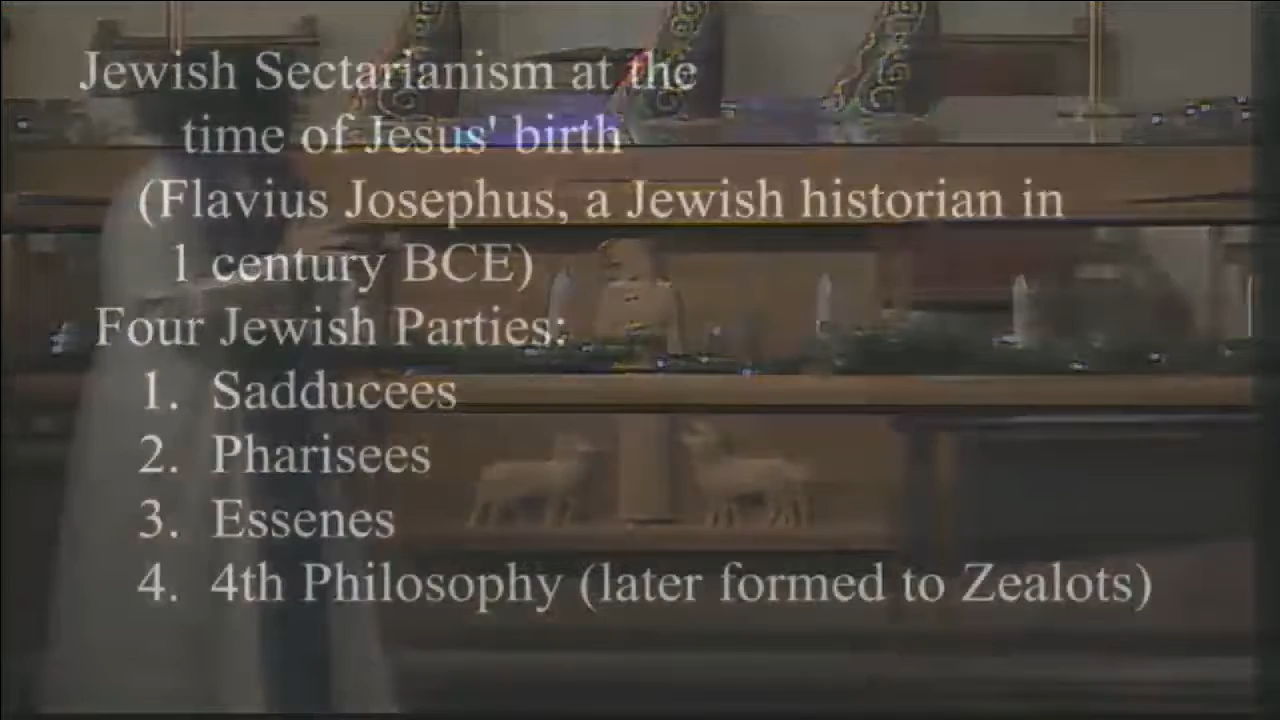 Jewish Sectarianism at the
time of Jesus' birth
(Flavius Josephus, a Jewish historian in
1 century BCE)
Four Jewish Parties:
1. Sadducees
2. Pharisees
3. Essenes
4. 4th Philosophy (later formed to Zealots)